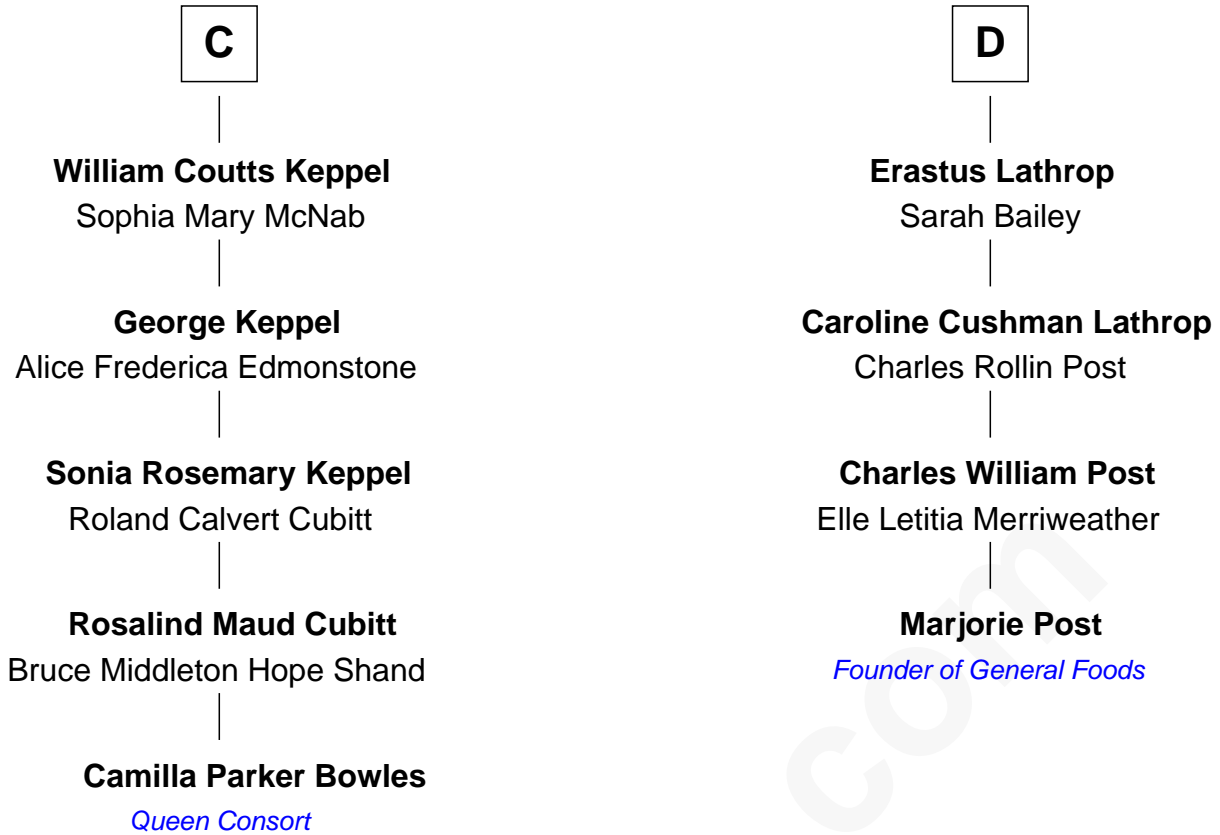 C
William Coutts Keppel
Sophia Mary McNab
George Keppel
Alice Frederica Edmonstone
Sonia Rosemary Keppel
Roland Calvert Cubitt
Rosalind Maud Cubitt
Bruce Middleton Hope Shand
Camilla Parker Bowles
Queen Consort
D
Erastus Lathrop
Sarah Bailey
Caroline Cushman Lathrop
Charles Rollin Post
Charles William Post
Elle Letitia Merriweather
Marjorie Post
Founder of General Foods
com